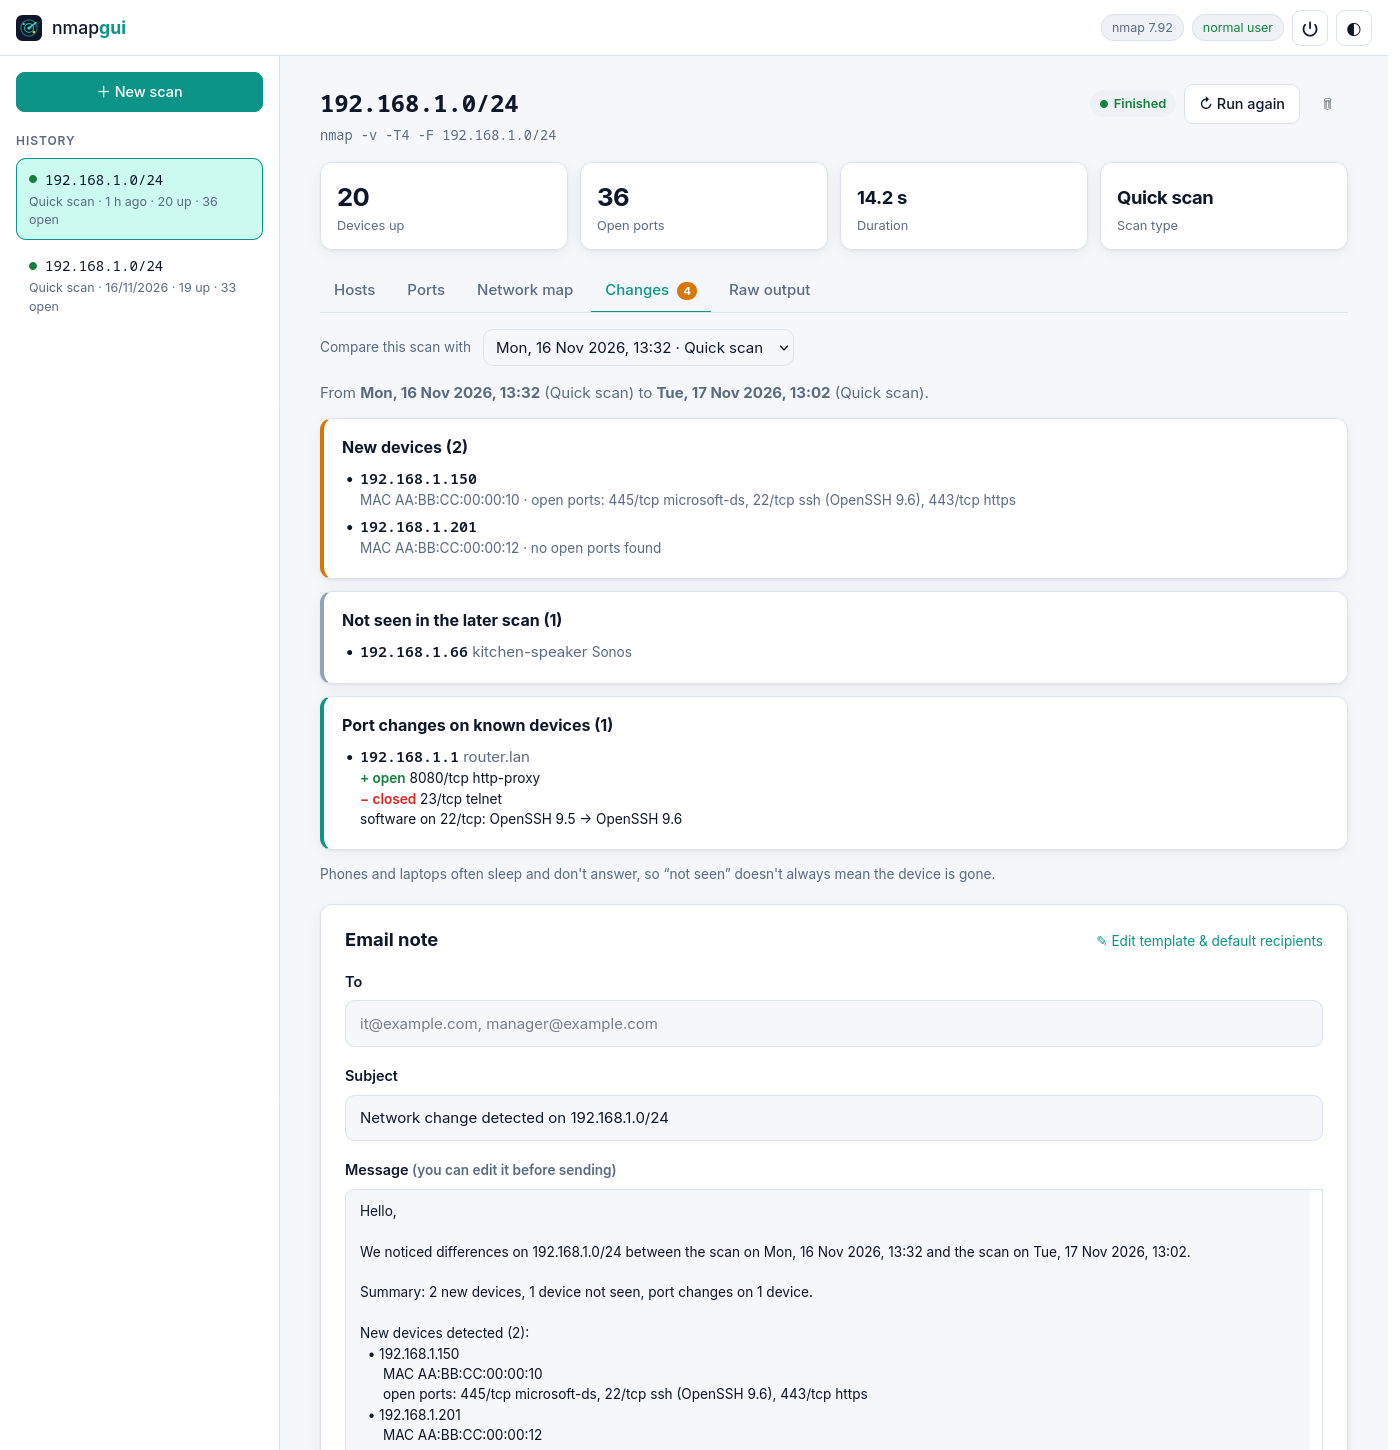 nmapgui
nmap 7.92
normal user
+ New scan
HISTORY
192.168.1.0/24
Quick scan · 1 h ago · 20 up · 36
open
192.168.1.0/24
Quick scan · 16/11/2026 · 19 up · 33
open
192.168.1.0/24
Finished
↻ Run again
nmap -v -T4 -F 192.168.1.0/24
20
Devices up
36
Open ports
14.2 s
Duration
Quick scan
Scan type
Hosts
Ports
Network map
Changes 4
Raw output
Compare this scan with
Mon, 16 Nov 2026, 13:32 · Quick scan
From Mon, 16 Nov 2026, 13:32 (Quick scan) to Tue, 17 Nov 2026, 13:02 (Quick scan).
New devices (2)
• 192.168.1.150
MAC AA:BB:CC:00:00:10 · open ports: 445/tcp microsoft-ds, 22/tcp ssh (OpenSSH 9.6), 443/tcp https
• 192.168.1.201
MAC AA:BB:CC:00:00:12 · no open ports found
Not seen in the later scan (1)
• 192.168.1.66 kitchen-speaker Sonos
Port changes on known devices (1)
• 192.168.1.1 router.lan
+ open 8080/tcp http-proxy
− closed 23/tcp telnet
software on 22/tcp: OpenSSH 9.5 → OpenSSH 9.6
Phones and laptops often sleep and don't answer, so “not seen” doesn't always mean the device is gone.
Email note
✎ Edit template & default recipients
To
it@example.com, manager@example.com
Subject
Network change detected on 192.168.1.0/24
Message (you can edit it before sending)
Hello,
We noticed differences on 192.168.1.0/24 between the scan on Mon, 16 Nov 2026, 13:32 and the scan on Tue, 17 Nov 2026, 13:02.
Summary: 2 new devices, 1 device not seen, port changes on 1 device.
New devices detected (2):
• 192.168.1.150
MAC AA:BB:CC:00:00:10
open ports: 445/tcp microsoft-ds, 22/tcp ssh (OpenSSH 9.6), 443/tcp https
• 192.168.1.201
MAC AA:BB:CC:00:00:12